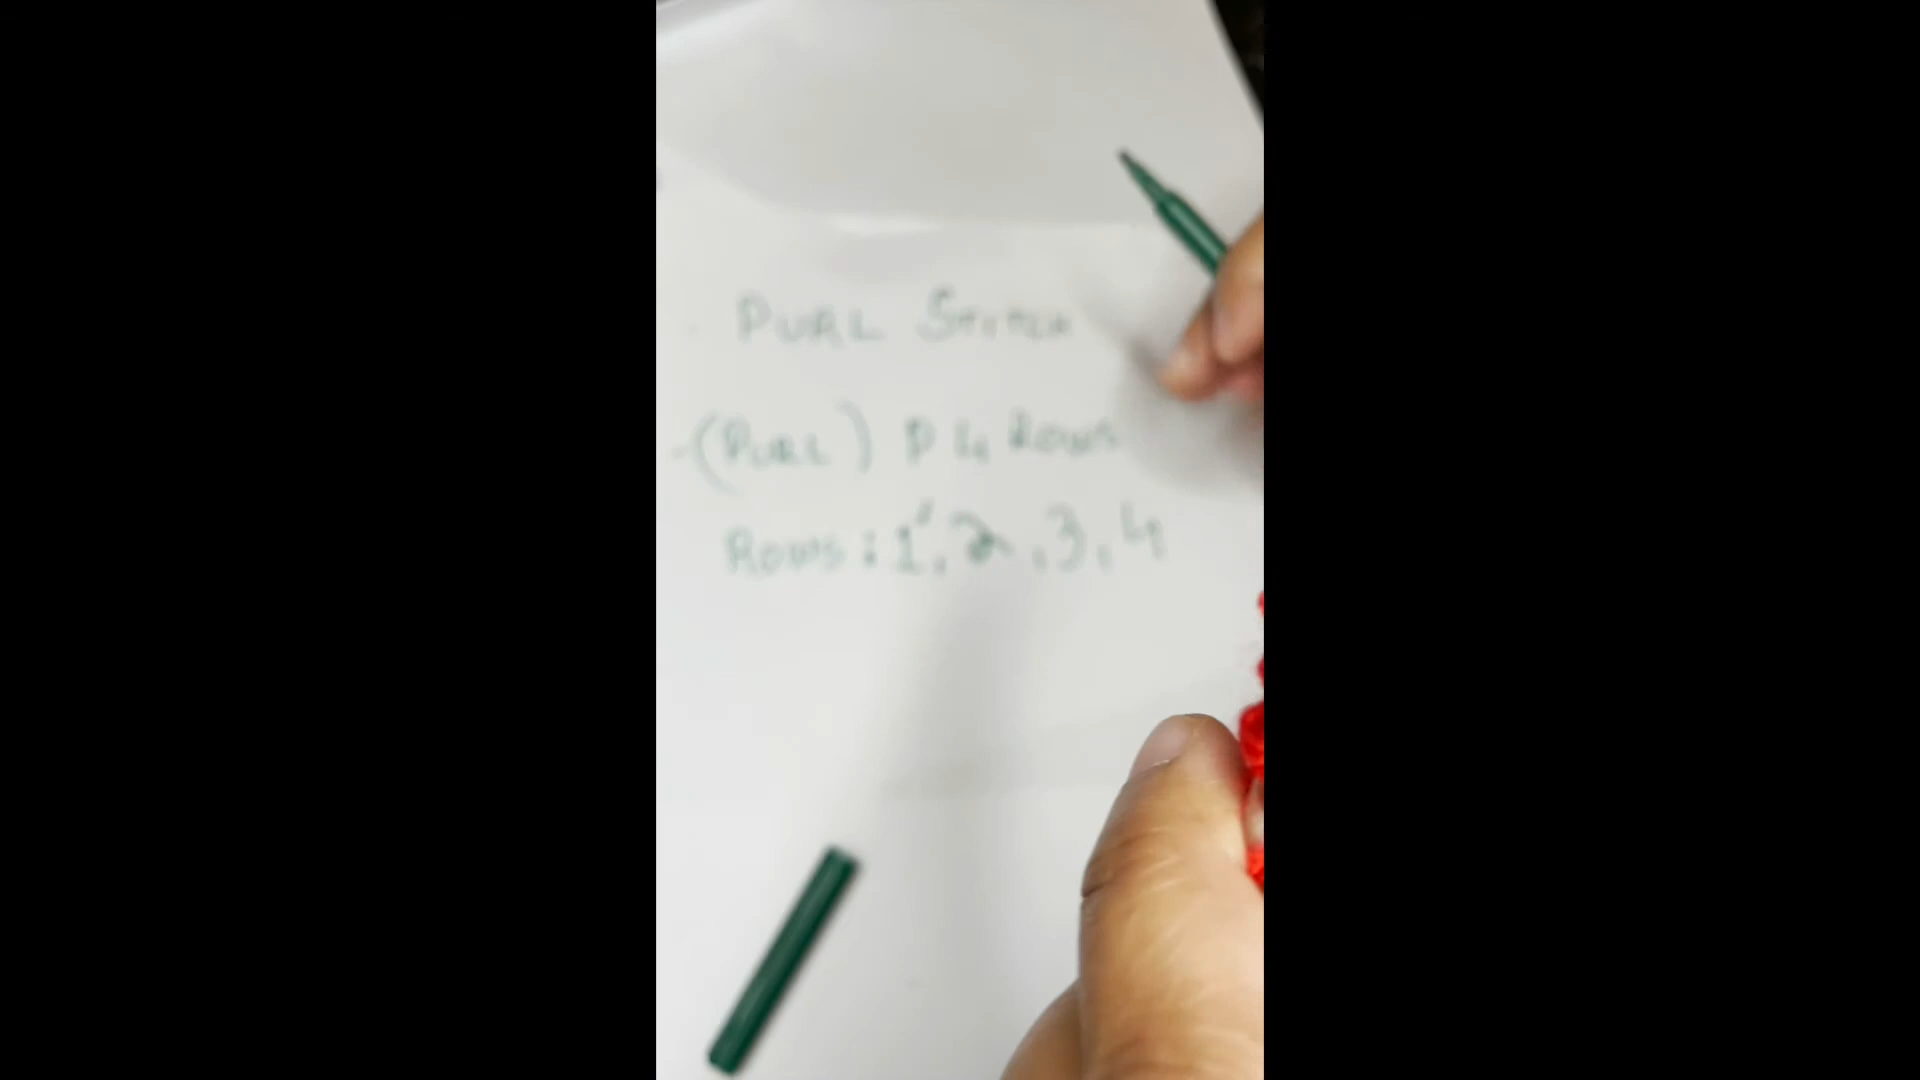 PURL STITCH
(PURL) P 4 ROWS
ROWS : 1, 2, 3, 4